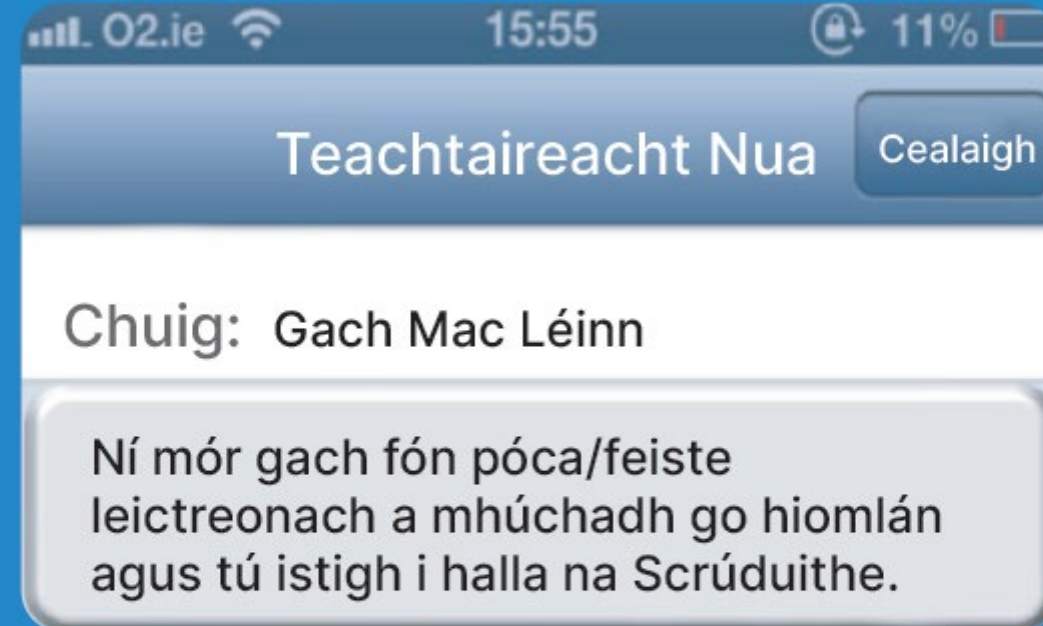 O2.ie 15:55 11%
Teachtaireacht Nua Cealaigh
Chuig: Gach Mac Léinn
Ní mór gach fón póca/feiste
leictreonach a mhúchadh go hiomlán
agus tú istigh i halla na Scrúduithe.